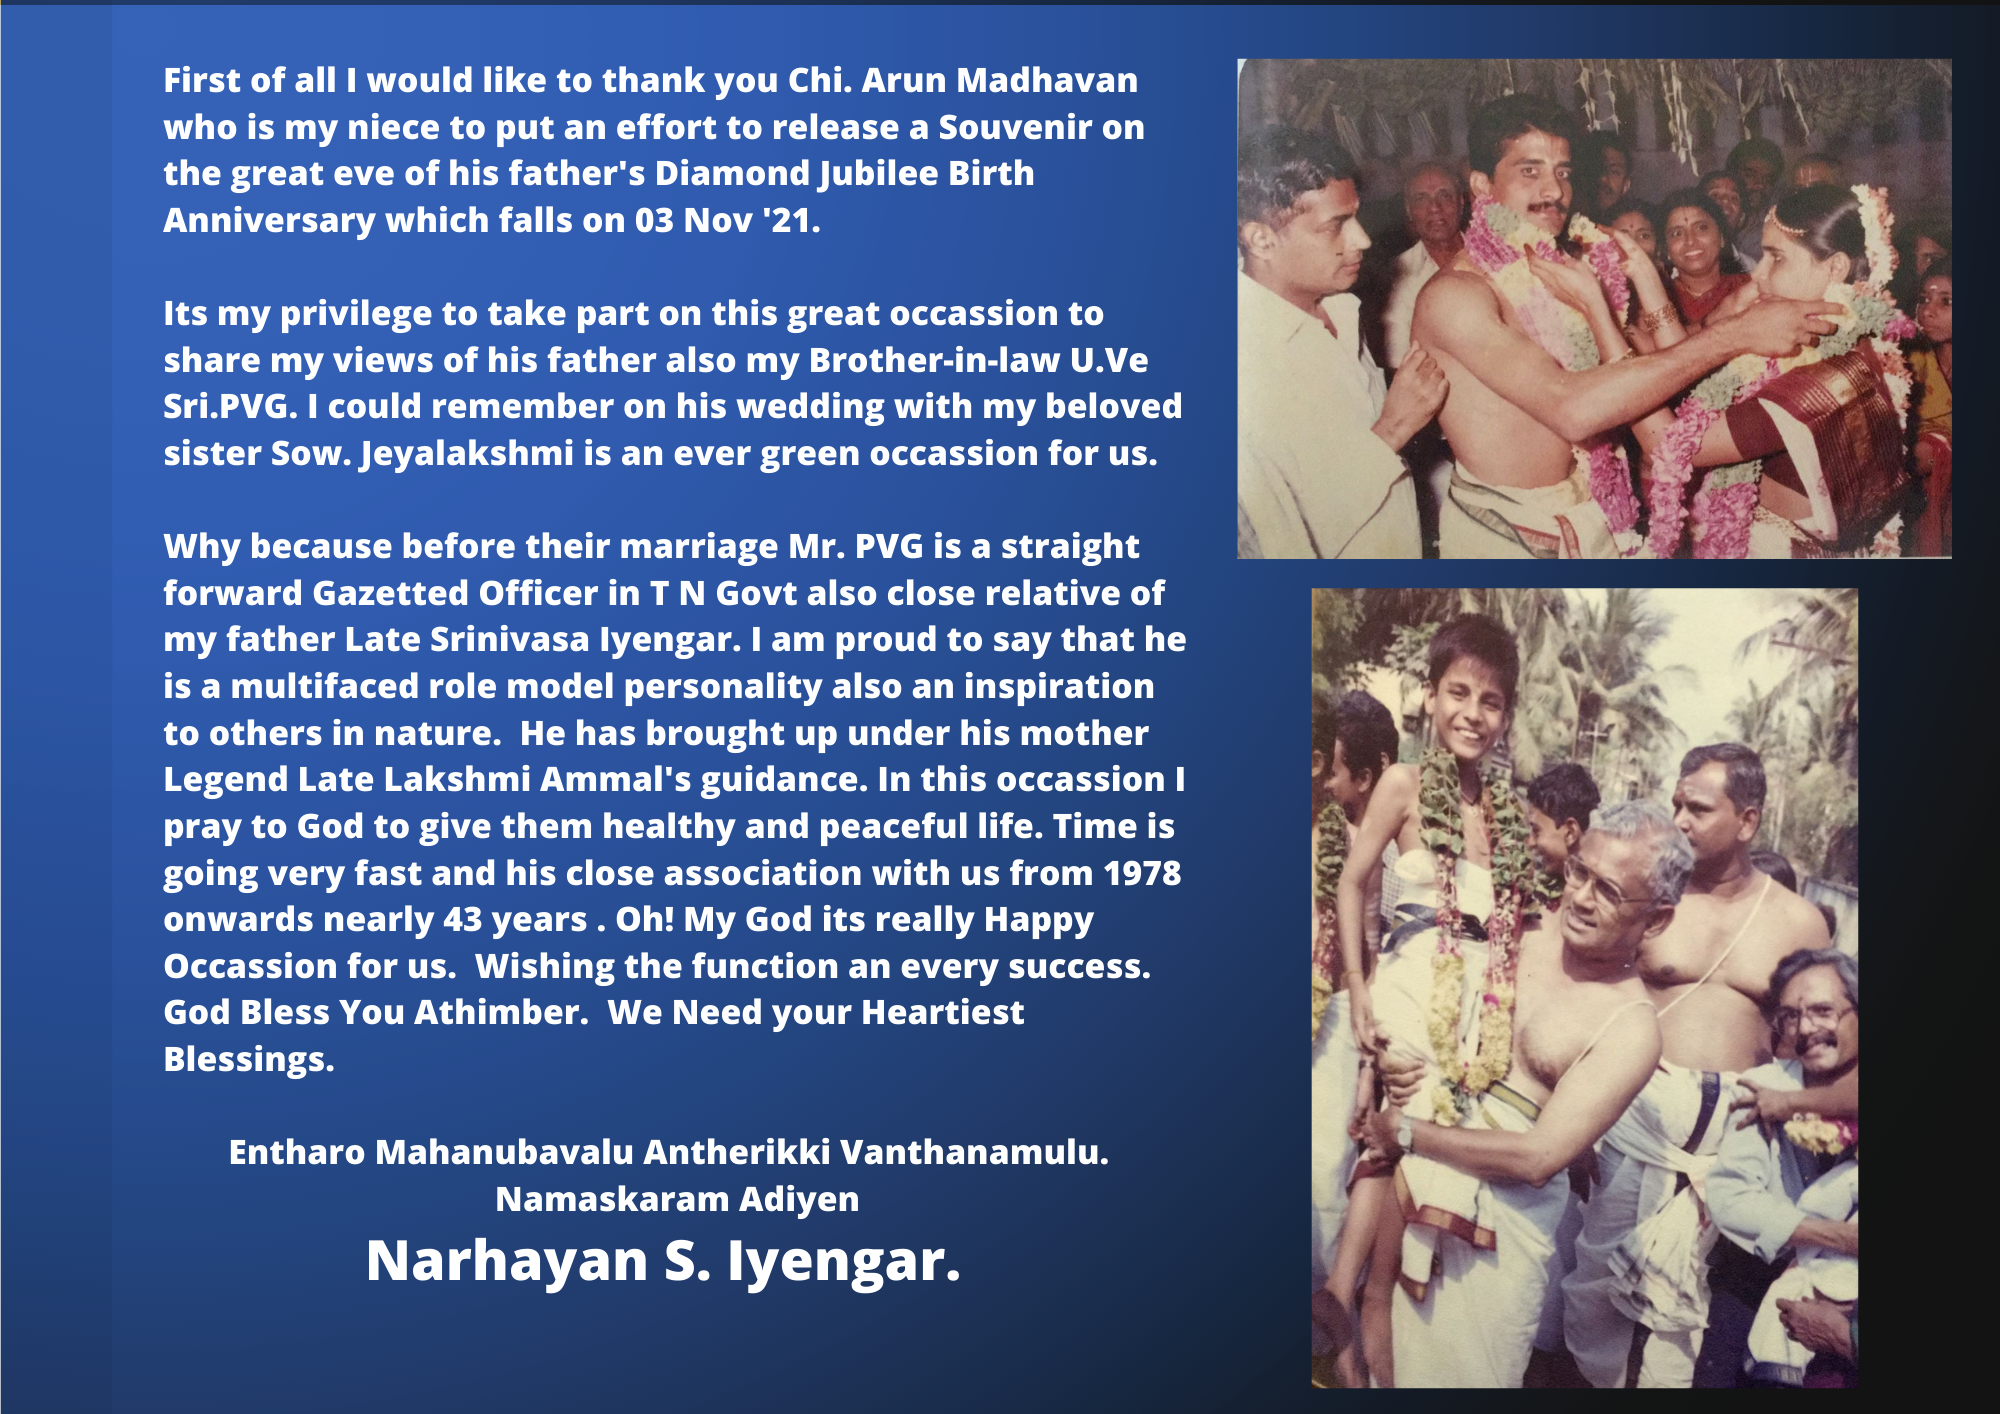 First of all I would like to thank you Chi. Arun Madhavan
who is my niece to put an effort to release a Souvenir on
the great eve of his father's Diamond Jubilee Birth
Anniversary which falls on 03 Nov '21.
Its my privilege to take part on this great occassion to
share my views of his father also my Brother-in-law U.Ve
Sri.PVG. I could remember on his wedding with my beloved
sister Sow. Jeyalakshmi is an ever green occassion for us.
Why because before their marriage Mr. PVG is a straight
forward Gazetted Officer in T N Govt also close relative of
my father Late Srinivasa Iyengar. I am proud to say that he
is a multifaced role model personality also an inspiration
to others in nature.  He has brought up under his mother
Legend Late Lakshmi Ammal's guidance. In this occassion I
pray to God to give them healthy and peaceful life. Time is
going very fast and his close association with us from 1978
onwards nearly 43 years . Oh! My God its really Happy
Occassion for us.  Wishing the function an every success.
God Bless You Athimber.  We Need your Heartiest
Blessings.
Entharo Mahanubavalu Antherikki Vanthanamulu.
Namaskaram Adiyen
Narhayan S. Iyengar.